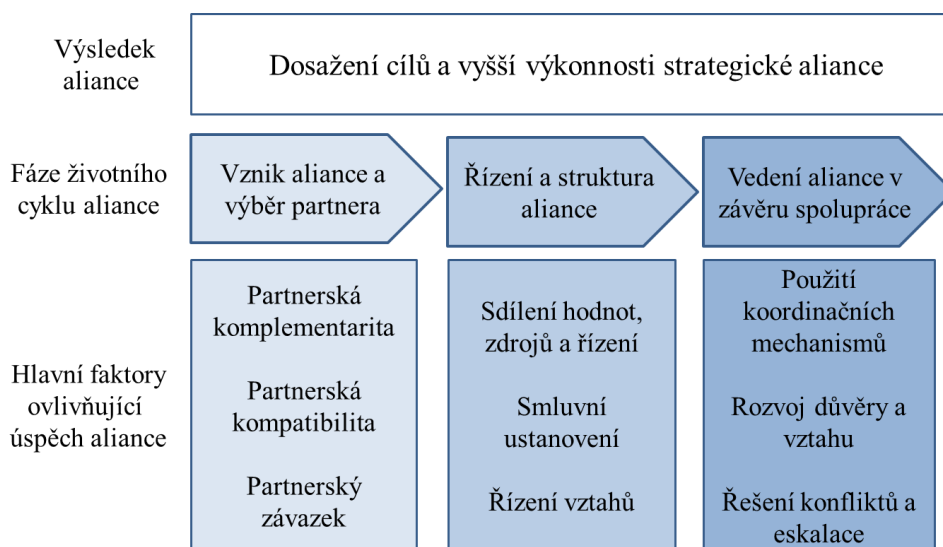 Výsledek
aliance
Dosažení cílů a vyšší výkonnosti strategické aliance
Fáze životního
cyklu aliance
Vznik aliance a
výběr partnera
Řízení a struktura
aliance
Vedení aliance v
závěru spolupráce
Hlavní faktory
ovlivňující
úspěch aliance
Partnerská
komplementarita
Partnerská
kompatibilita
Partnerský
závazek
Sdílení hodnot,
zdrojů a řízení
Smluvní
ustanovení
Řízení vztahů
Použití
koordinačních
mechanismů
Rozvoj důvěry a
vztahu
Řešení konfliktů a
eskalace